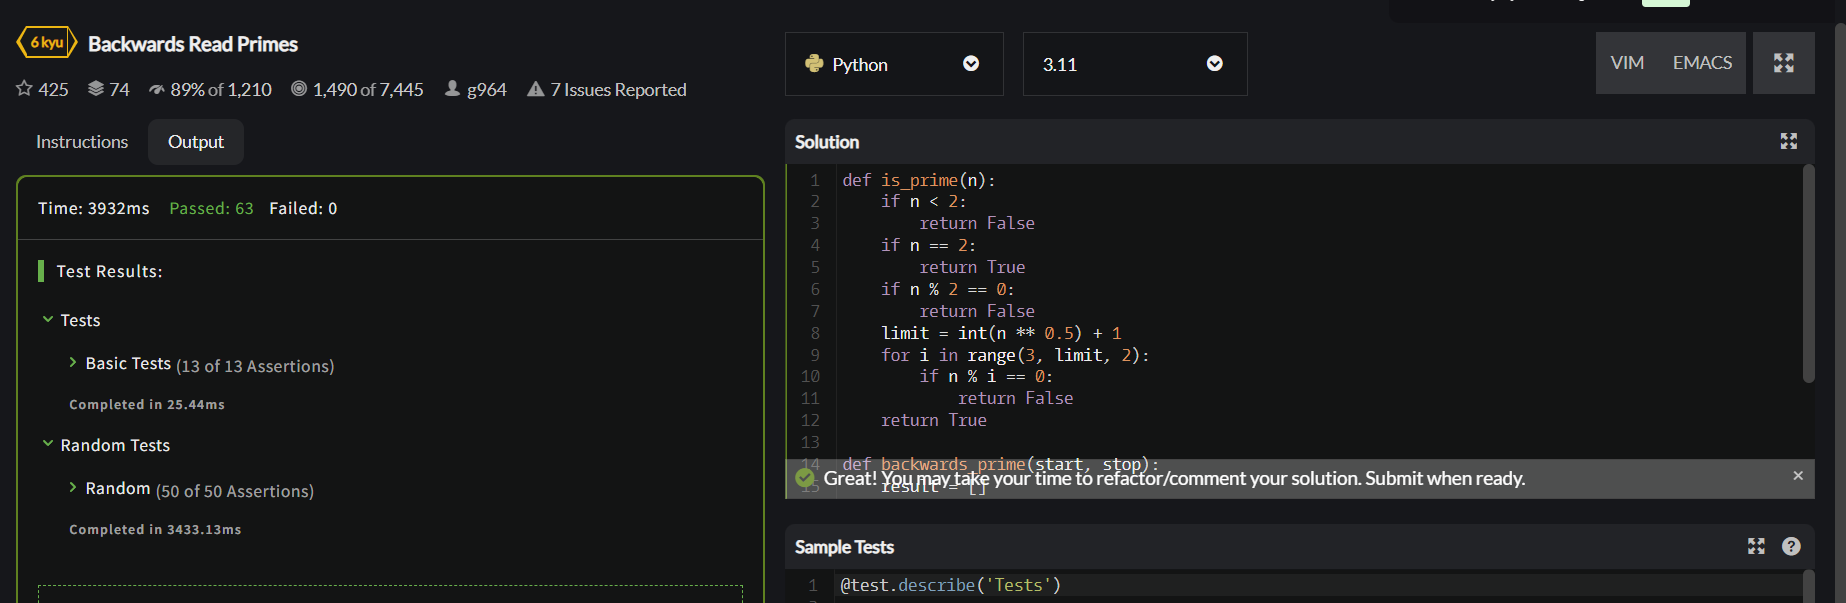 6 kyu Backwards Read Primes
425 74 89% of 1,210 1,490 of 7,445 g964 7 Issues Reported
Instructions Output
Time: 3932ms Passed: 63 Failed: 0
Test Results:
Tests
Basic Tests (13 of 13 Assertions)
Completed in 25.44ms
Random Tests
Random (50 of 50 Assertions)
Completed in 3433.13ms
Python 3.11 VIM EMACS
Solution
1 def is_prime(n):
2     if n < 2:
3         return False
4     if n == 2:
5         return True
6     if n % 2 == 0:
7         return False
8     limit = int(n ** 0.5) + 1
9     for i in range(3, limit, 2):
10         if n % i == 0:
11             return False
12     return True
13
14 def backwards_prime(start, stop):
15     result = []
Great! You may take your time to refactor/comment your solution. Submit when ready.
Sample Tests
1 @test.describe('Tests')